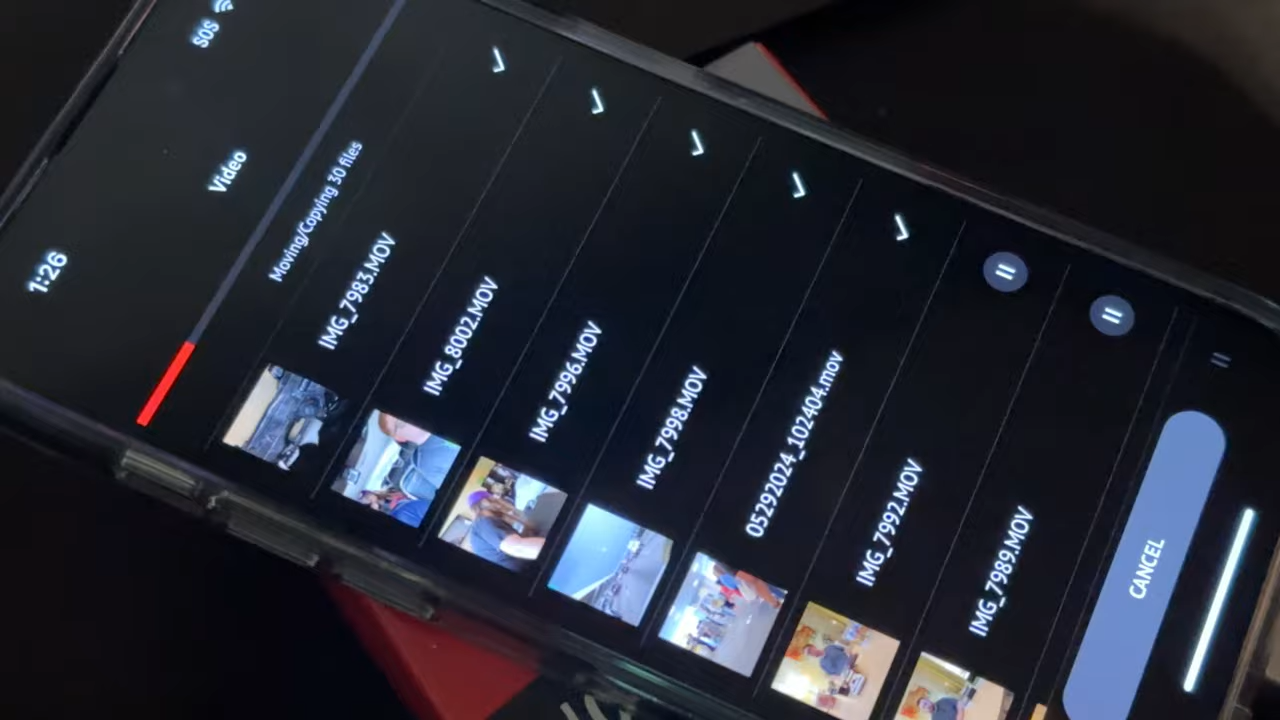 1:26
SOS
Video
Moving/Copying 30 files
IMG_7983.MOV
IMG_8002.MOV
IMG_7996.MOV
IMG_7998.MOV
05292024_102404.mov
IMG_7992.MOV
IMG_7989.MOV
CANCEL